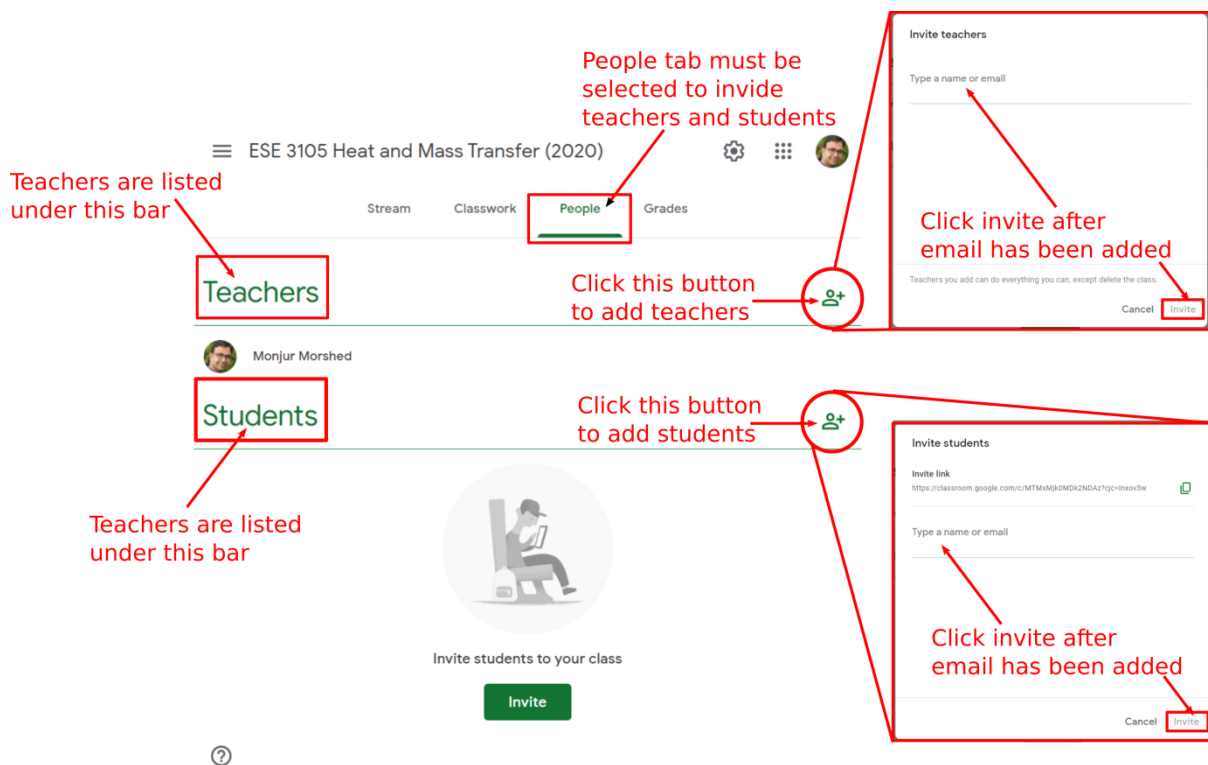 People tab must be
selected to invide
teachers and students
ESE 3105 Heat and Mass Transfer (2020)
Teachers are listed
under this bar
Stream Classwork People Grades
Teachers
Click this button
to add teachers
Monjur Morshed
Students
Click this button
to add students
Teachers are listed
under this bar
Invite students to your class
Invite
Invite teachers
Type a name or email
Click invite after
email has been added
Teachers you add can do everything you can, except delete the class.
Cancel Invite
Invite students
Invite link
https://classroom.google.com/c/MTMxMjk0MDk2NDAz?cjc=inxov3w
Type a name or email
Click invite after
email has been added
Cancel Invite